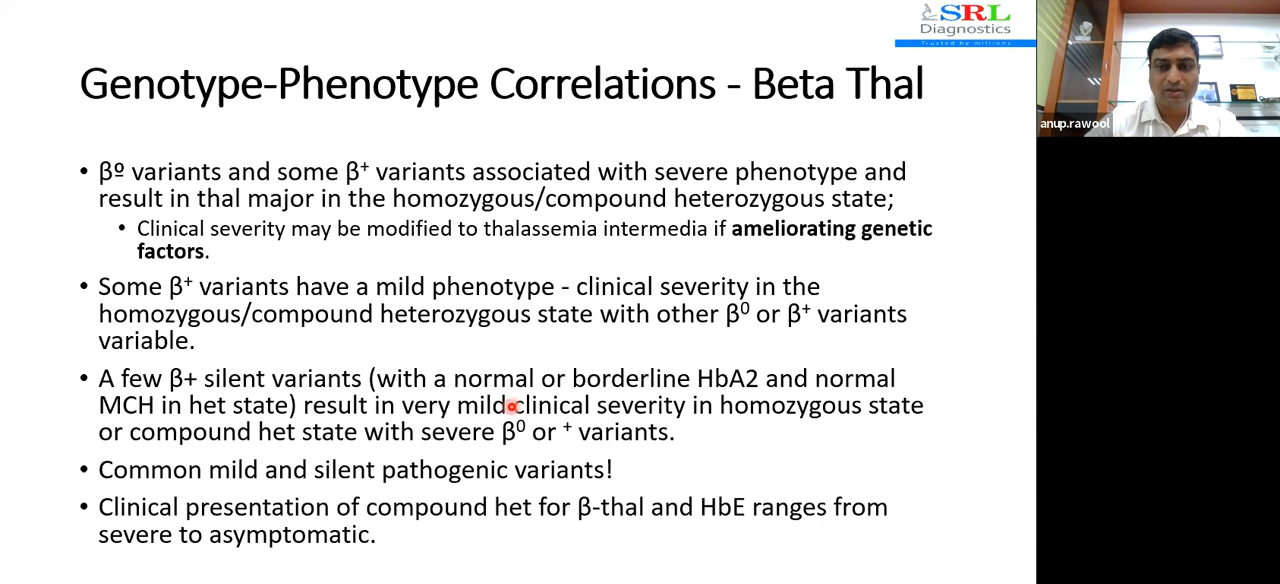 SRL
Diagnostics
Trusted by millions
anup.rawool
Genotype-Phenotype Correlations - Beta Thal
• βº variants and some β⁺ variants associated with severe phenotype and
result in thal major in the homozygous/compound heterozygous state;
• Clinical severity may be modified to thalassemia intermedia if ameliorating genetic
factors.
• Some β⁺ variants have a mild phenotype - clinical severity in the
homozygous/compound heterozygous state with other β⁰ or β⁺ variants
variable.
• A few β+ silent variants (with a normal or borderline HbA2 and normal
MCH in het state) result in very mild clinical severity in homozygous state
or compound het state with severe β⁰ or ⁺ variants.
• Common mild and silent pathogenic variants!
• Clinical presentation of compound het for β-thal and HbE ranges from
severe to asymptomatic.